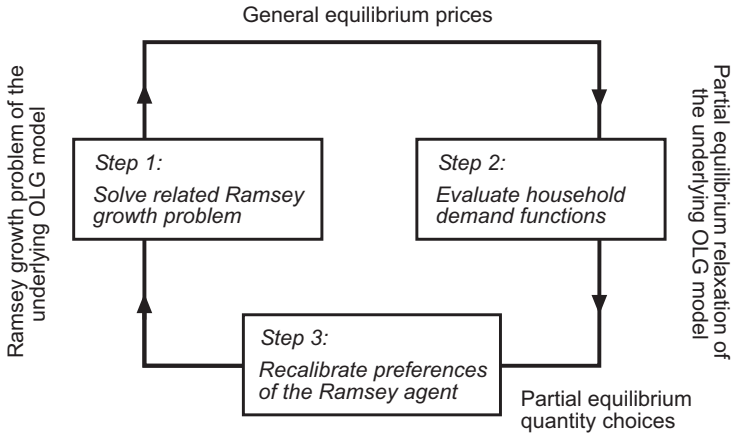 General equilibrium prices
Ramsey growth problem of the
underlying OLG model
Step 1:
Solve related Ramsey
growth problem
Step 2:
Evaluate household
demand functions
Partial equilibrium relaxation of
the underlying OLG model
Step 3:
Recalibrate preferences
of the Ramsey agent
Partial equilibrium
quantity choices